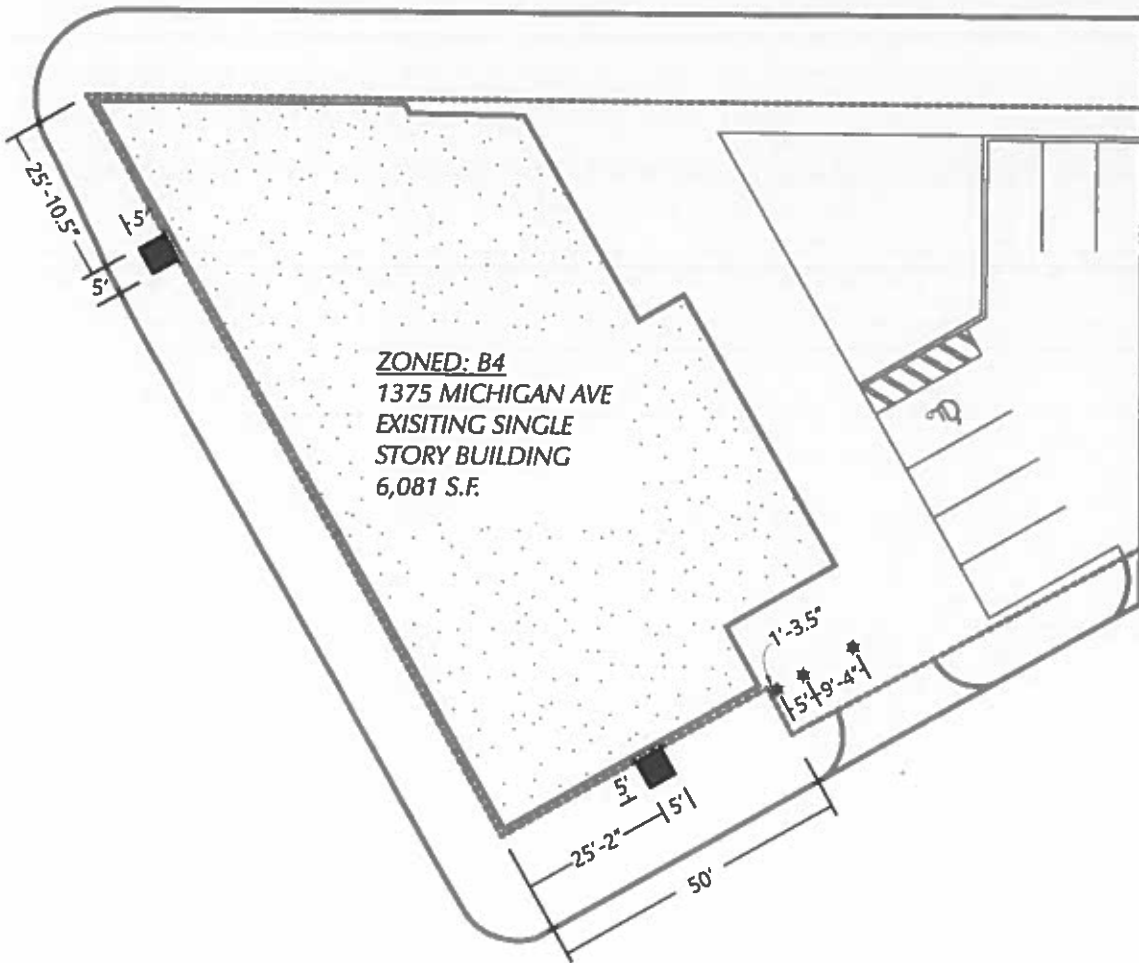 25'-10.5"
5'
5'
ZONED: B4
1375 MICHIGAN AVE
EXISITING SINGLE
STORY BUILDING
6,081 S.F.
1'-3.5"
5'
9'-4"
5'
5'
25'-2"
50'